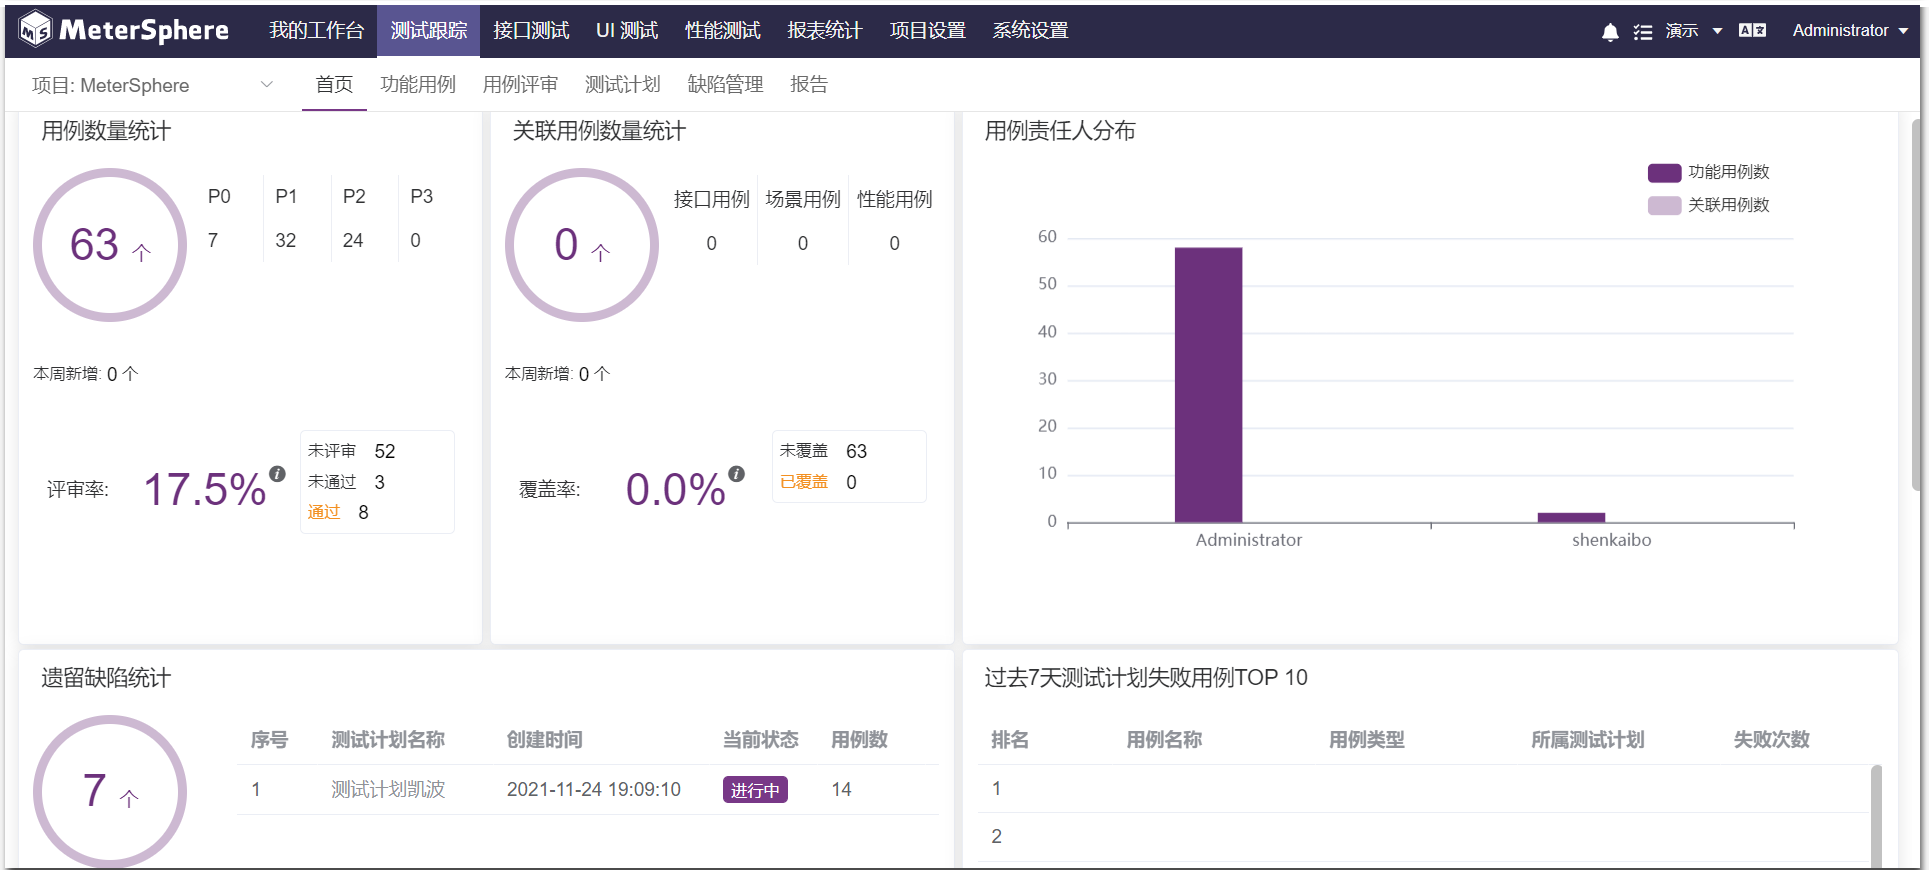 MeterSphere 我的工作台 测试跟踪 接口测试 UI 测试 性能测试 报表统计 项目设置 系统设置 演示 Administrator
项目: MeterSphere 首页 功能用例 用例评审 测试计划 缺陷管理 报告
用例数量统计
63 个
P0 P1 P2 P3
7 32 24 0
本周新增: 0 个
评审率: 17.5%
未评审 52
未通过 3
通过 8
关联用例数量统计
0 个
接口用例 场景用例 性能用例
0 0 0
本周新增: 0 个
覆盖率: 0.0%
未覆盖 63
已覆盖 0
用例责任人分布
功能用例数
关联用例数
60
50
40
30
20
10
0
Administrator shenkaibo
遗留缺陷统计
7 个
序号 测试计划名称 创建时间 当前状态 用例数
1 测试计划凯波 2021-11-24 19:09:10 进行中 14
过去7天测试计划失败用例TOP 10
排名 用例名称 用例类型 所属测试计划 失败次数
1
2